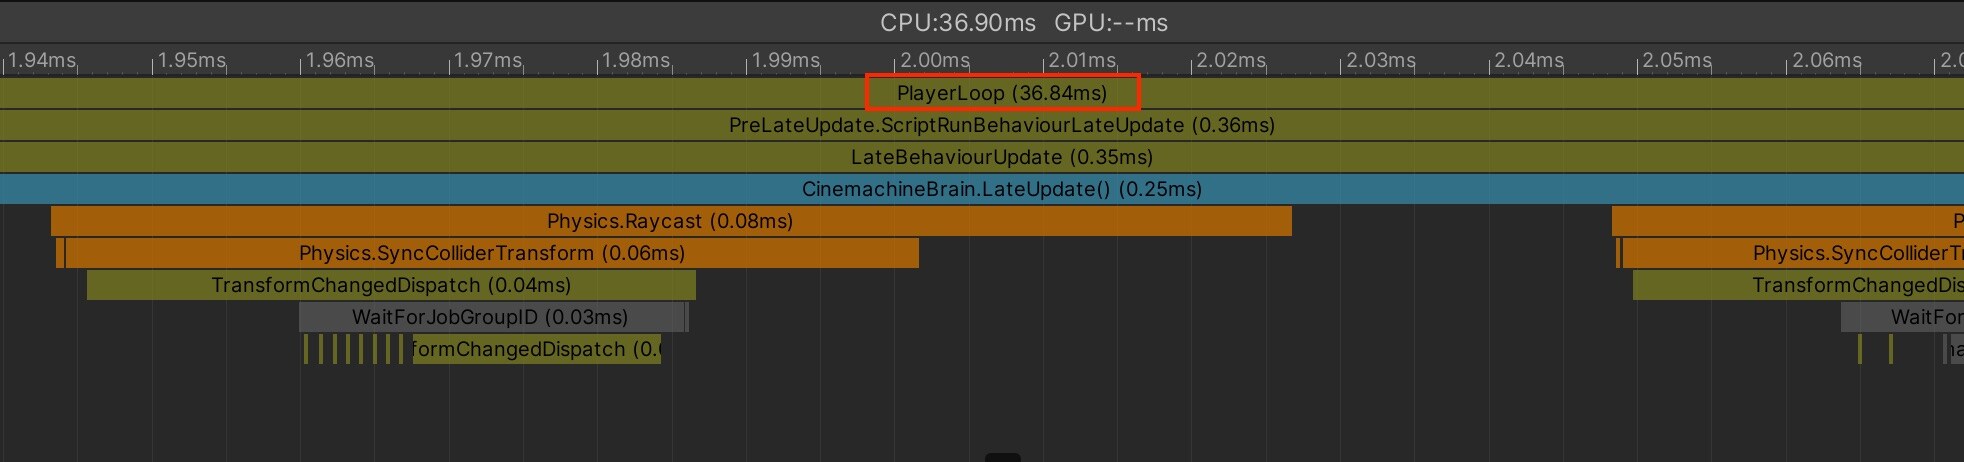 CPU:36.90ms GPU:--ms
1.94ms 1.95ms 1.96ms 1.97ms 1.98ms 1.99ms 2.00ms 2.01ms 2.02ms 2.03ms 2.04ms 2.05ms 2.06ms 2.0
PlayerLoop (36.84ms)
PreLateUpdate.ScriptRunBehaviourLateUpdate (0.36ms)
LateBehaviourUpdate (0.35ms)
CinemachineBrain.LateUpdate() (0.25ms)
Physics.Raycast (0.08ms) P
Physics.SyncColliderTransform (0.06ms) Physics.SyncColliderT
TransformChangedDispatch (0.04ms) TransformChangedDis
WaitForJobGroupID (0.03ms) WaitFor
formChangedDispatch (0.